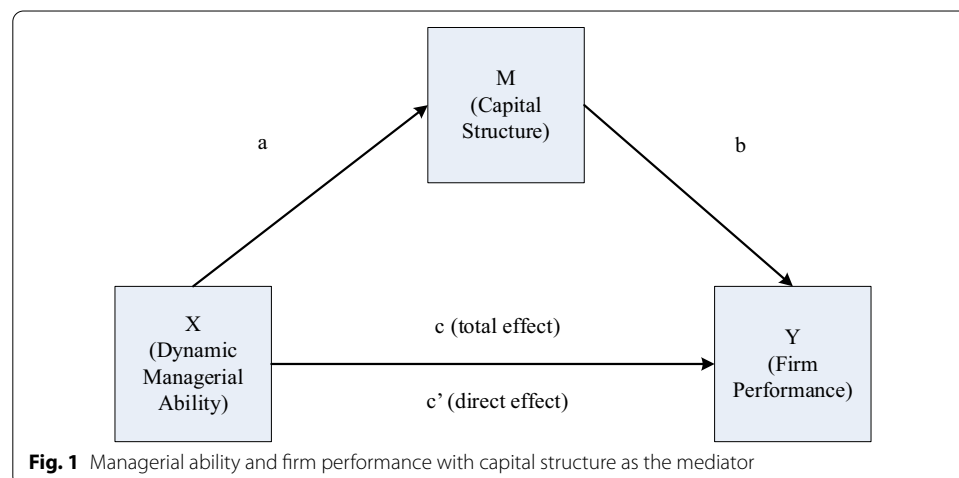 M
(Capital
Structure)
a
b
X
(Dynamic
Managerial
Ability)
c (total effect)
c’ (direct effect)
Y
(Firm
Performance)
Fig. 1 Managerial ability and firm performance with capital structure as the mediator